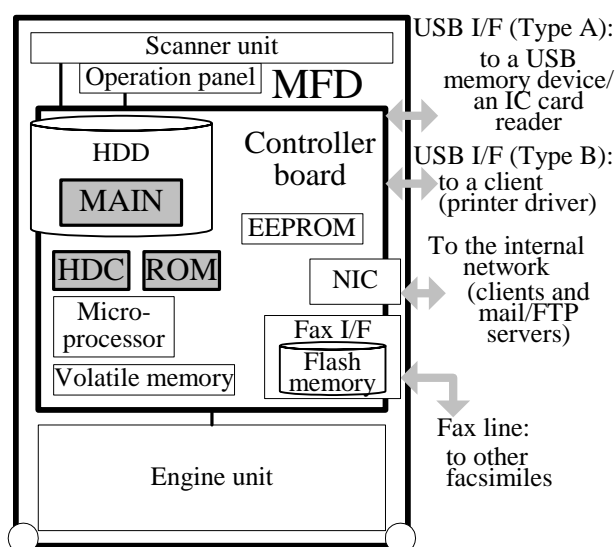 Scanner unit
Operation panel
MFD
HDD
MAIN
Controller
board
EEPROM
HDC
ROM
NIC
Micro-
processor
Fax I/F
Flash
memory
Volatile memory
Engine unit
USB I/F (Type A):
to a USB
memory device/
an IC card
reader
USB I/F (Type B):
to a client
(printer driver)
To the internal
network
(clients and
mail/FTP
servers)
Fax line:
to other
facsimiles